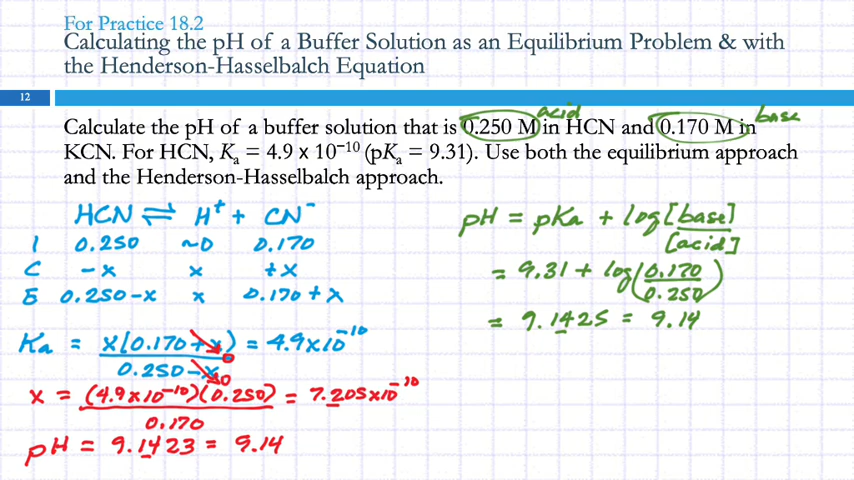 For Practice 18.2
Calculating the pH of a Buffer Solution as an Equilibrium Problem & with
the Henderson-Hasselbalch Equation
12
acid
base
Calculate the pH of a buffer solution that is 0.250 M in HCN and 0.170 M in
KCN. For HCN, Kₐ = 4.9 x 10⁻¹⁰ (pKₐ = 9.31). Use both the equilibrium approach
and the Henderson-Hasselbalch approach.
HCN ⇌ H⁺ + CN⁻
I 0.250 ~0 0.170
C -x x +x
E 0.250-x x 0.170+x
Ka = x(0.170+x)/0.250-x = 4.9x10⁻¹⁰
0
0
x = (4.9x10⁻¹⁰)(0.250)/0.170 = 7.205x10⁻¹⁰
pH = 9.1423 = 9.14
pH = pKa + log [base]/[acid]
= 9.31 + log(0.170/0.250)
= 9.1425 = 9.14